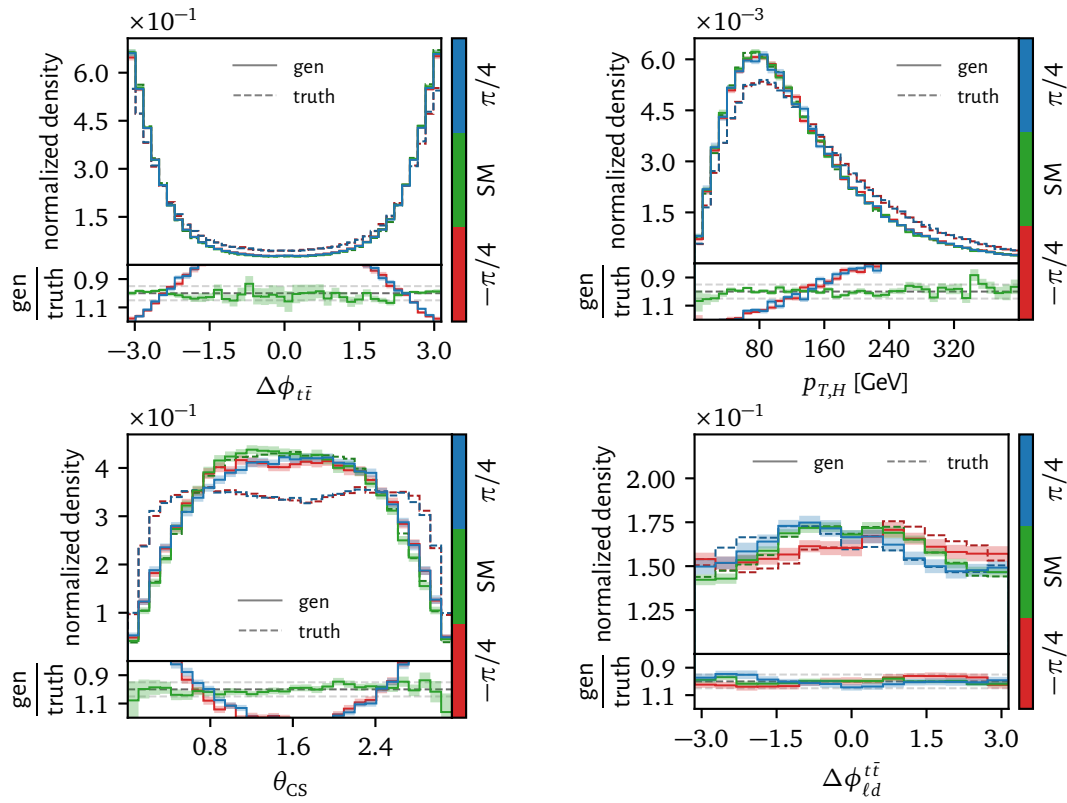 ×10⁻¹
normalized density
6.0
4.5
3.0
1.5
gen
truth
gen
truth
0.9
1.1
−3.0 −1.5 0.0 1.5 3.0
Δϕ_{tt̄}
π/4
SM
−π/4
×10⁻³
normalized density
6.0
4.5
3.0
1.5
gen
truth
gen
truth
0.9
1.1
80 160 240 320
p_{T,H} [GeV]
π/4
SM
−π/4
×10⁻¹
normalized density
4
3
2
1
gen
truth
gen
truth
0.9
1.1
0.8 1.6 2.4
θ_{CS}
π/4
SM
−π/4
×10⁻¹
normalized density
2.00
1.75
1.50
1.25
gen truth
gen
truth
0.9
1.1
−3.0 −1.5 0.0 1.5 3.0
Δϕ^{tt̄}_{ℓd}
π/4
SM
−π/4